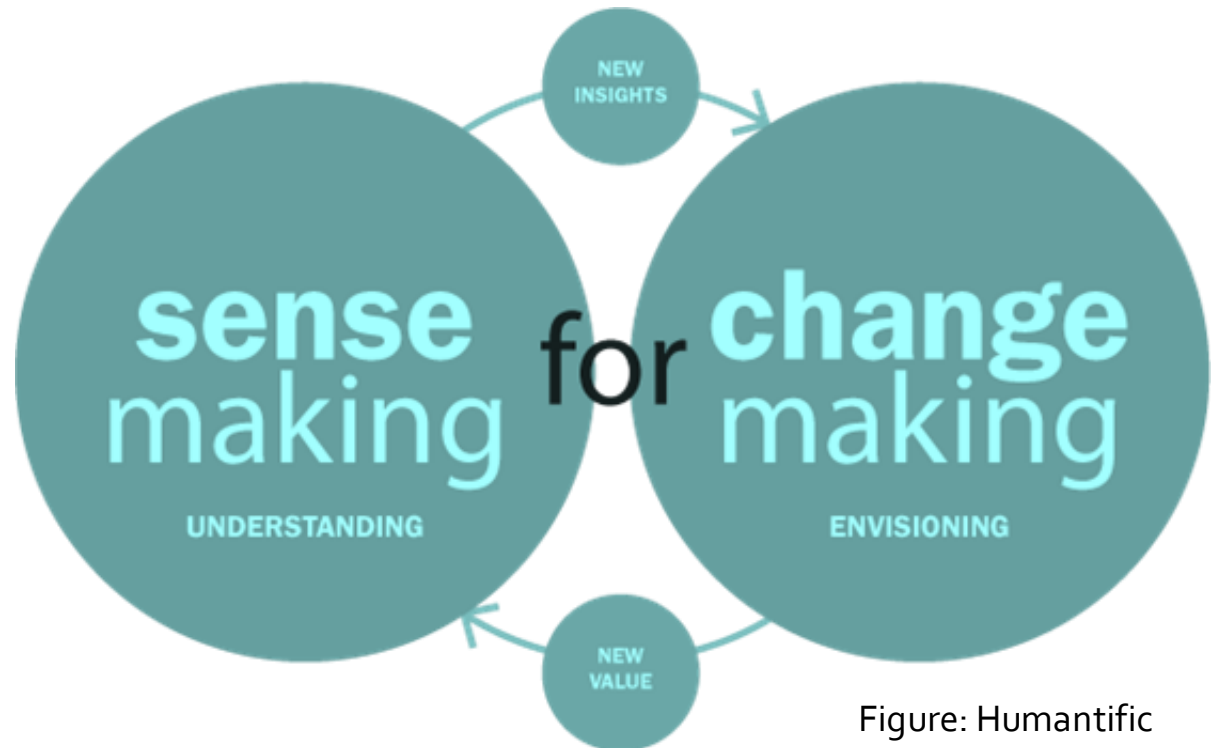 NEW
INSIGHTS
sense
making
UNDERSTANDING
for
change
making
ENVISIONING
NEW
VALUE
Figure: Humantific